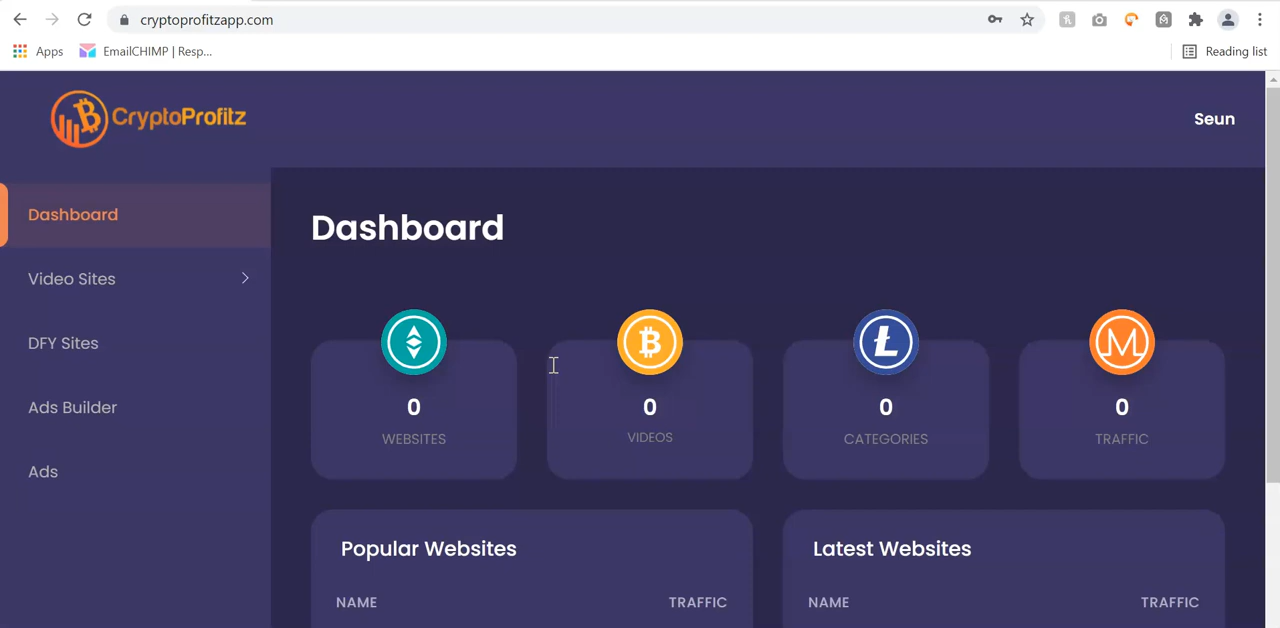 cryptoprofitzapp.com
Apps
EmailCHIMP | Resp...
Reading list
CryptoProfitz
Seun
Dashboard
Video Sites
DFY Sites
Ads Builder
Ads
Dashboard
0
WEBSITES
0
VIDEOS
0
CATEGORIES
0
TRAFFIC
Popular Websites
NAME TRAFFIC
Latest Websites
NAME TRAFFIC